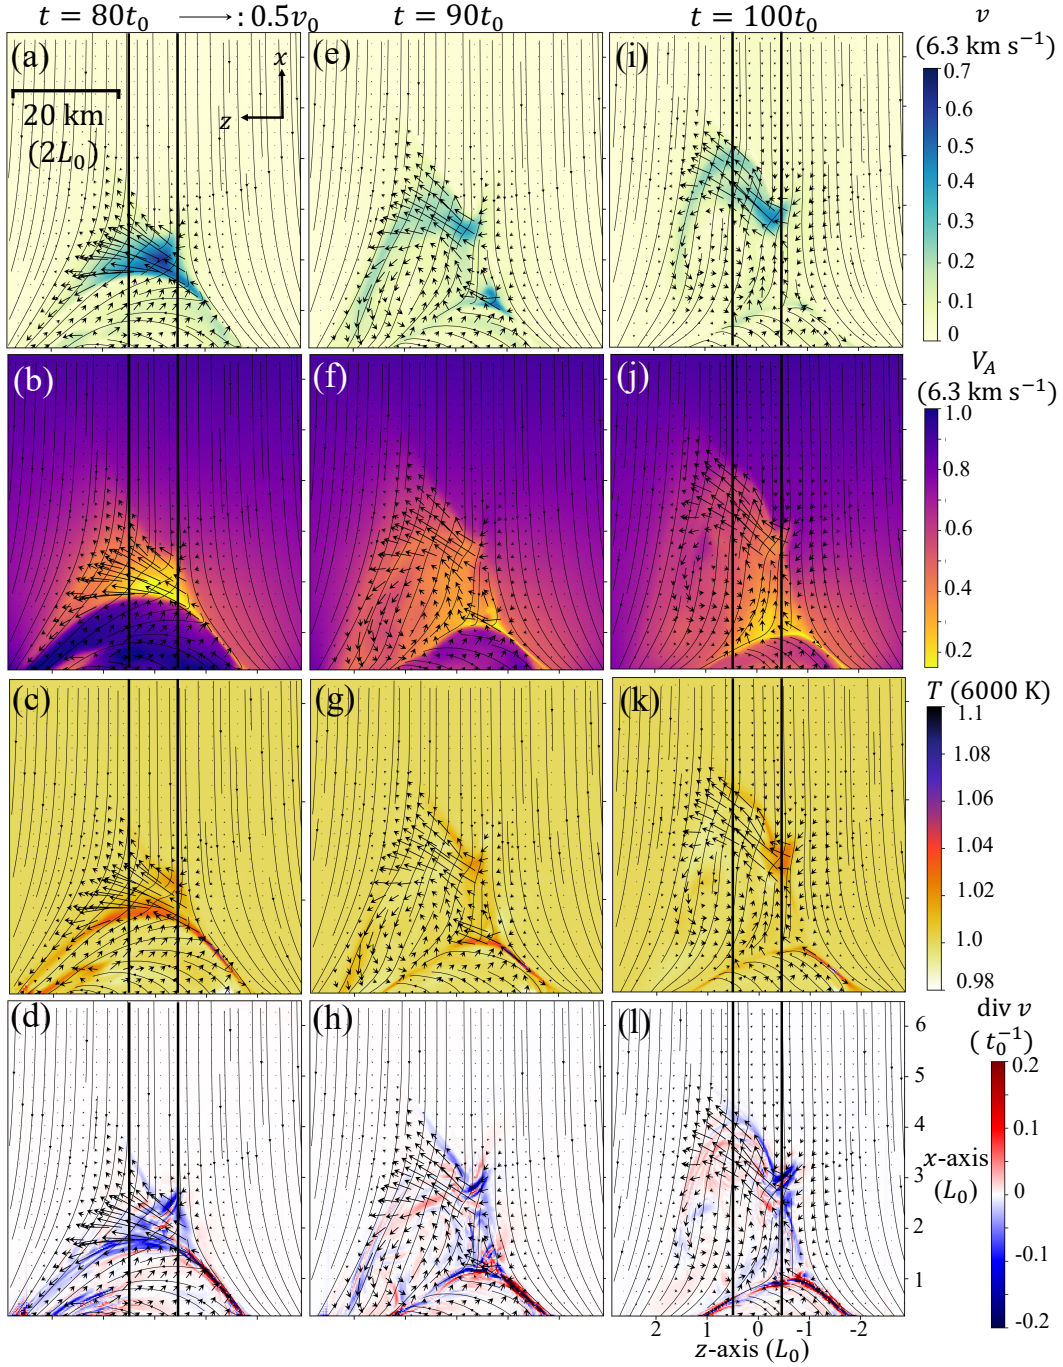 t = 80t₀ ⟶ : 0.5v₀ t = 90t₀ t = 100t₀ v
(6.3 km s⁻¹)
(a) (e) (i)
x
z
20 km
(2L₀)
0.7
0.6
0.5
0.4
0.3
0.2
0.1
0
V_A
(6.3 km s⁻¹)
(b) (f) (j)
1.0
0.8
0.6
0.4
0.2
T (6000 K)
(c) (g) (k)
1.1
1.08
1.06
1.04
1.02
1.0
0.98
div v
(t₀⁻¹)
(d) (h) (l)
6
5
4
3
2
1
x-axis
(L₀)
0.2
0.1
0
-0.1
-0.2
2 1 0 -1 -2
z-axis (L₀)